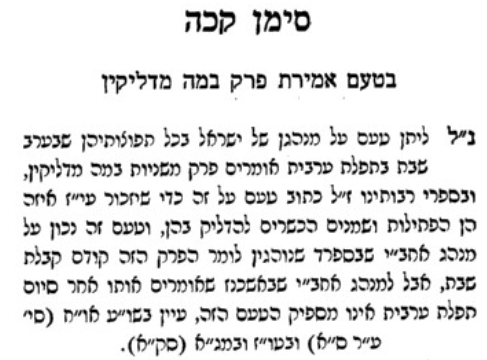 סימן קכה
בטעם אמירת פרק במה מדליקין
נ״ל ליתן טעם על מנהגן של ישראל בכל תפוצותיהן שבערב
שבת בתפלת ערבית אומרים פרק משניות במה מדליקין,
ובספרי רבותינו ז״ל כתוב טעם על זה כדי שיזכור עי״ז איזה
הן הפתילות ושמנים הכשרים להדליק בהן, וטעם זה נכון על
מנהג אחב״י שבספרד שנוהגין לומר הפרק הזה קודם קבלת
שבת, אבל למנהג אחב״י שבאשכנז שאומרים אותו אחר סיום
תפלת ערבית אינו מספיק הטעם הזה, עיין בשו״ע או״ח (סי׳
ע״ר ס״א) ובט״ז ובמג״א (סק״א).